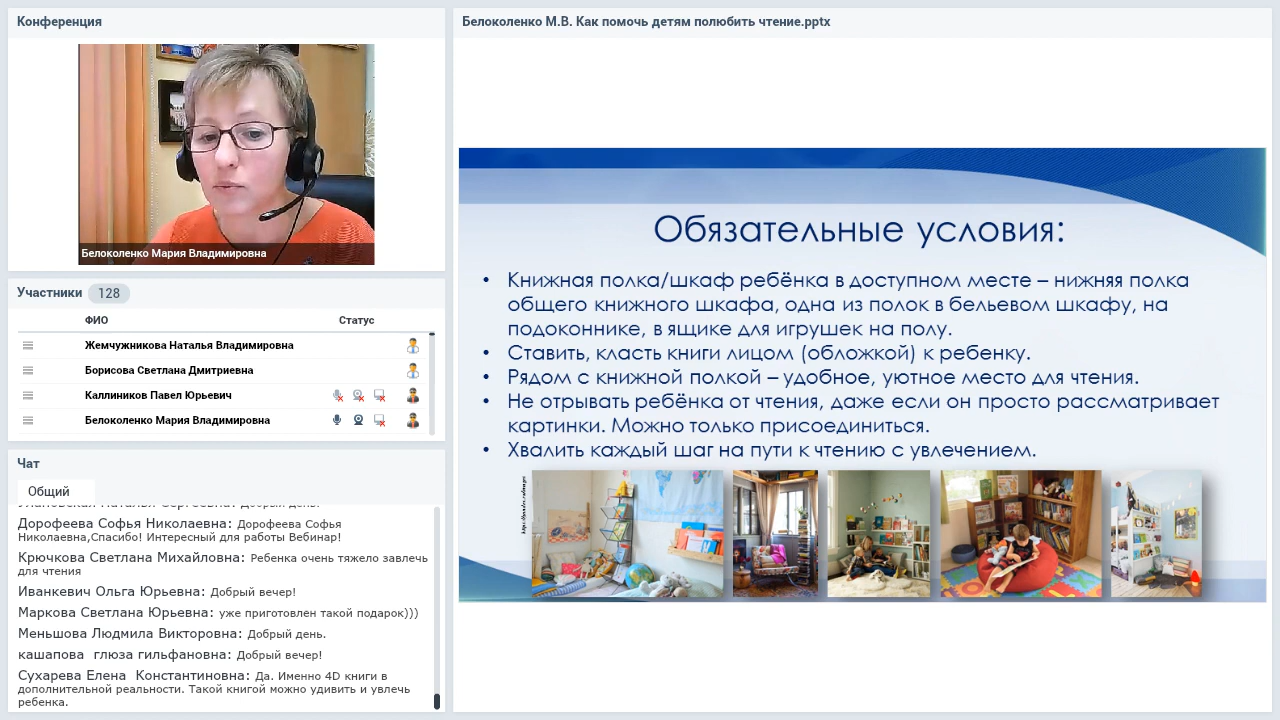 Конференция
Белоколенко Мария Владимировна
Участники 128
ФИО Статус
Жемчужникова Наталья Владимировна
Борисова Светлана Дмитриевна
Каллиников Павел Юрьевич
Белоколенко Мария Владимировна
Чат
Общий
Дорофеева Софья Николаевна: Дорофеева Софья
Николаевна,Спасибо! Интересный для работы Вебинар!
Крючкова Светлана Михайловна: Ребенка очень тяжело завлечь
для чтения
Иванкевич Ольга Юрьевна: Добрый вечер!
Маркова Светлана Юрьевна: уже приготовлен такой подарок)))
Меньшова Людмила Викторовна: Добрый день.
кашапова глюза гильфановна: Добрый вечер!
Сухарева Елена Константиновна: Да. Именно 4D книги в
дополнительной реальности. Такой книгой можно удивить и увлечь
ребенка.
Белоколенко М.В. Как помочь детям полюбить чтение.pptx
Обязательные условия:
• Книжная полка/шкаф ребёнка в доступном месте – нижняя полка
общего книжного шкафа, одна из полок в бельевом шкафу, на
подоконнике, в ящике для игрушек на полу.
• Ставить, класть книги лицом (обложкой) к ребенку.
• Рядом с книжной полкой – удобное, уютное место для чтения.
• Не отрывать ребёнка от чтения, даже если он просто рассматривает
картинки. Можно только присоединиться.
• Хвалить каждый шаг на пути к чтению с увлечением.